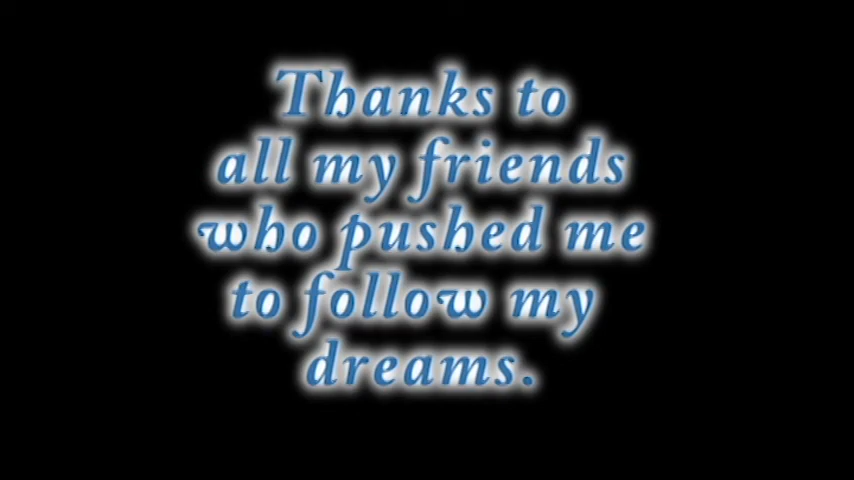 Thanks to
all my friends
who pushed me
to follow my
dreams.